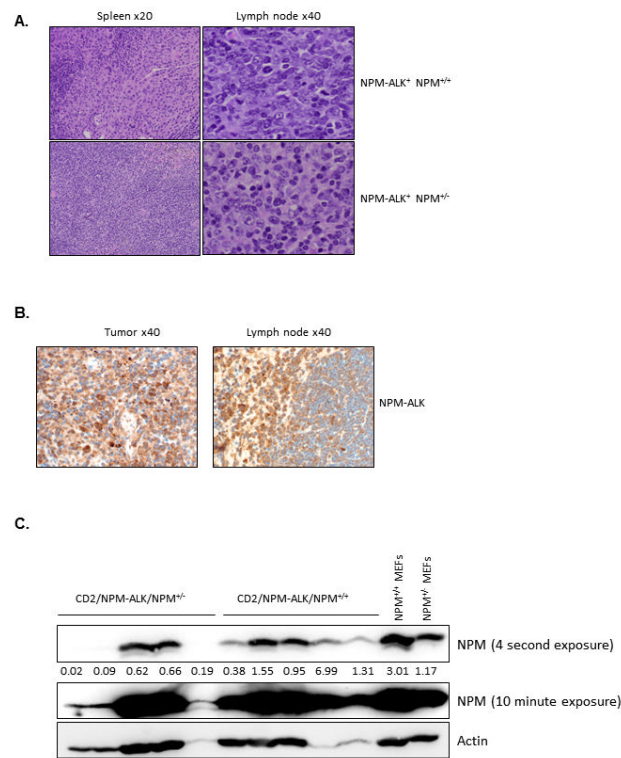 A.
Spleen x20 Lymph node x40
NPM-ALK⁺ NPM⁺/⁺
NPM-ALK⁺ NPM⁺/⁻
B.
Tumor x40 Lymph node x40
NPM-ALK
C.
CD2/NPM-ALK/NPM⁺/⁻ CD2/NPM-ALK/NPM⁺/⁺ NPM⁺/⁺ MEFs NPM⁺/⁻ MEFs
NPM (4 second exposure)
0.02 0.09 0.62 0.66 0.19 0.38 1.55 0.95 6.99 1.31 3.01 1.17
NPM (10 minute exposure)
Actin